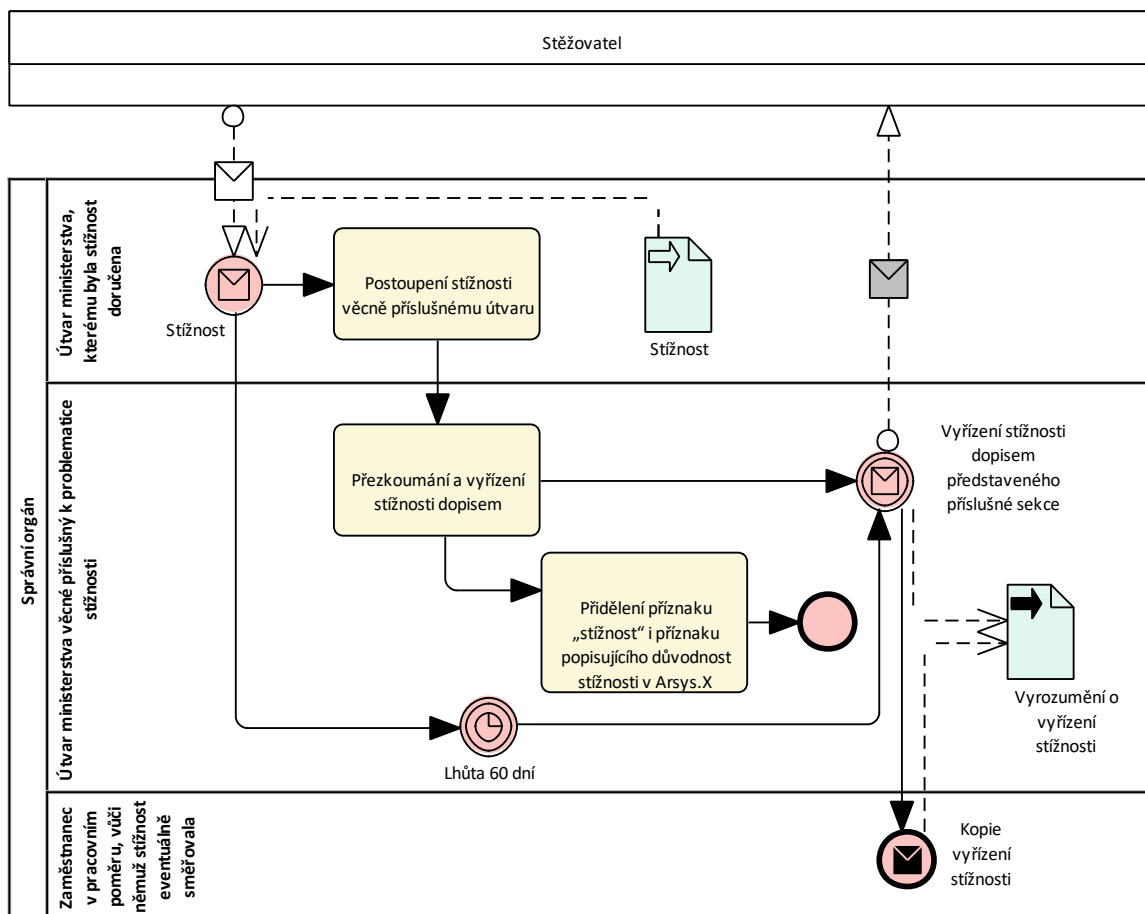 Stěžovatel
Správní orgán
Útvar ministerstva,
kterému byla stížnost
doručena
Stížnost
Postoupení stížnosti
věcně příslušnému útvaru
Stížnost
Útvar ministerstva věcné příslušný k problematice
stížnosti
Přezkoumání a vyřízení
stížnosti dopisem
Vyřízení stížnosti
dopisem
představeného
příslušné sekce
Přidělení příznaku
„stížnost“ i příznaku
popisujícího důvodnost
stížnosti v Arsys.X
Lhůta 60 dní
Vyrozumění o
vyřízení
stížnosti
Zaměstnanec
v pracovním
poměru, vůči
němuž stížnost
eventuálně
směřovala
Kopie
vyřízení
stížnosti